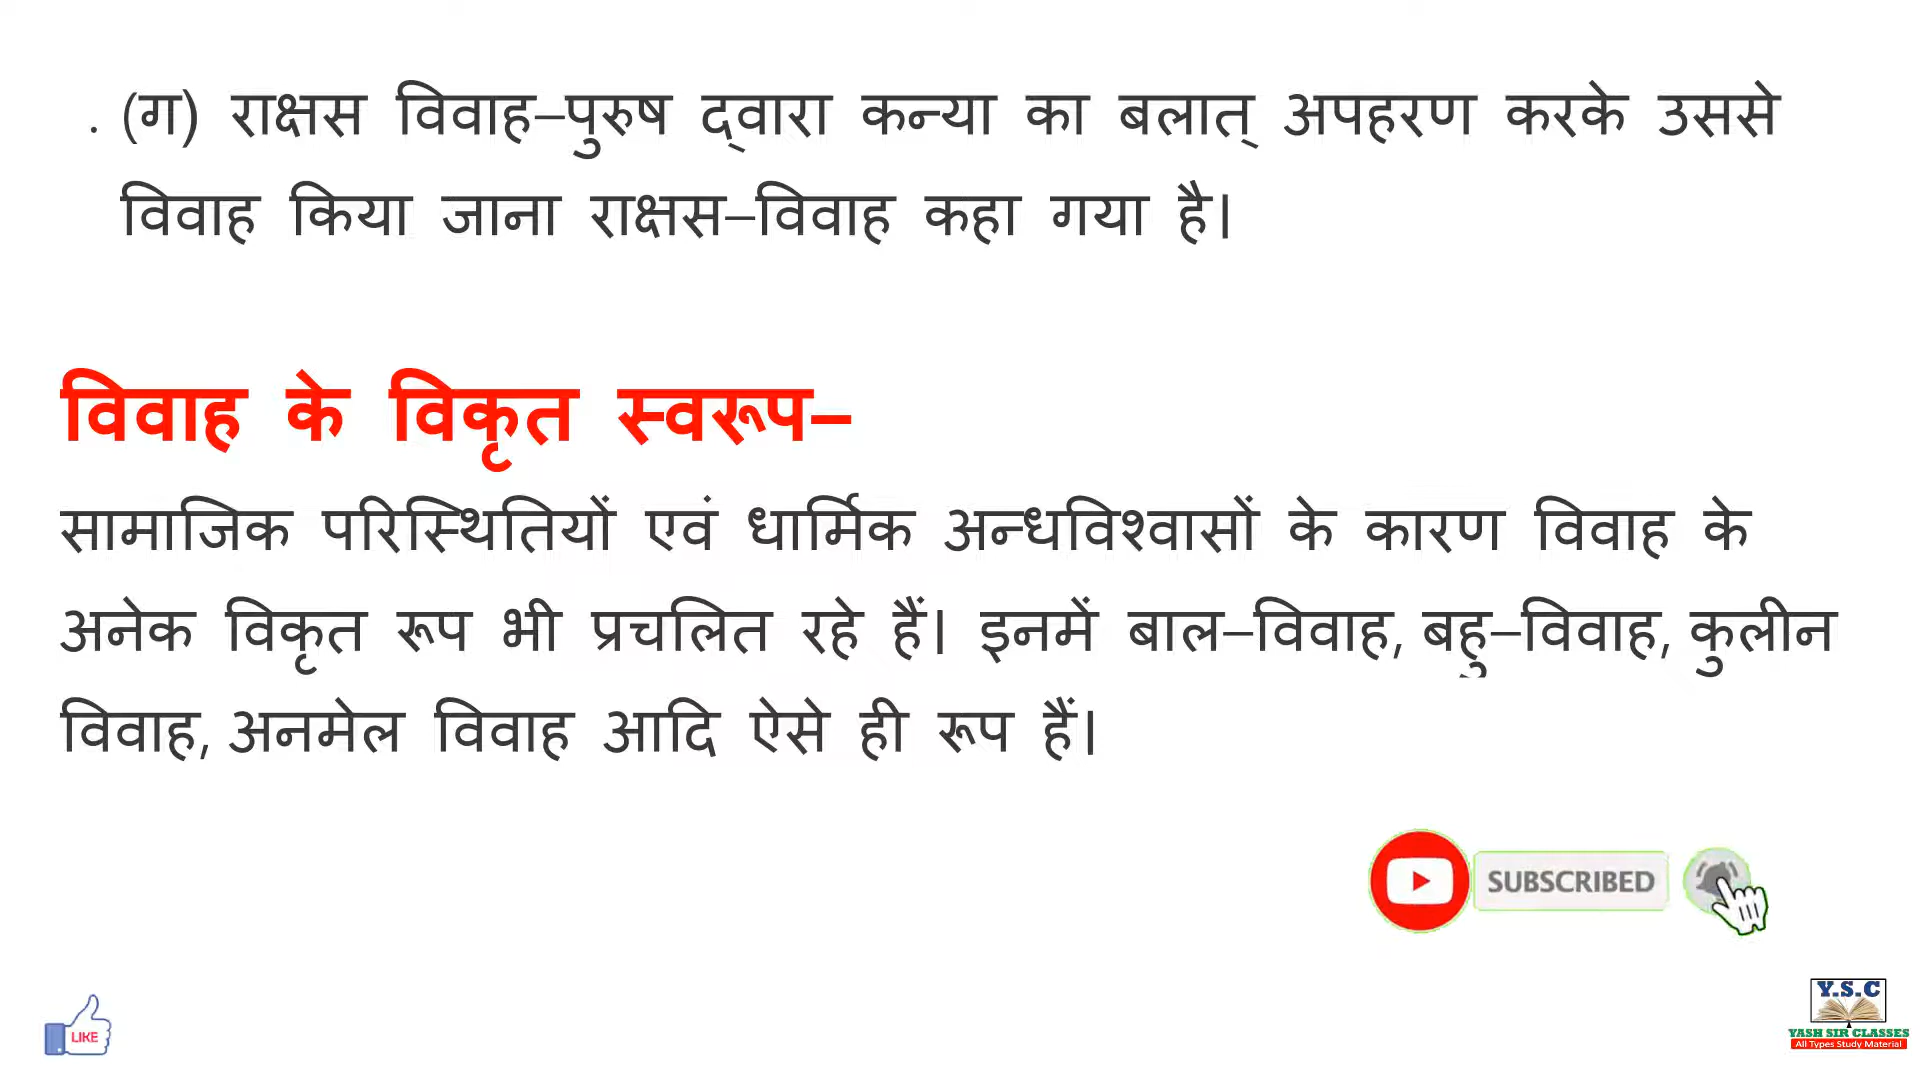 . (ग) राक्षस विवाह–पुरुष द्वारा कन्या का बलात् अपहरण करके उससे
विवाह किया जाना राक्षस–विवाह कहा गया है।
विवाह के विकृत स्वरूप–
सामाजिक परिस्थितियों एवं धार्मिक अन्धविश्वासों के कारण विवाह के
अनेक विकृत रूप भी प्रचलित रहे हैं। इनमें बाल–विवाह, बहु–विवाह, कुलीन
विवाह, अनमेल विवाह आदि ऐसे ही रूप हैं।
SUBSCRIBED
LIKE
Y.S.C
YASH SIR CLASSES
All Types Study Material